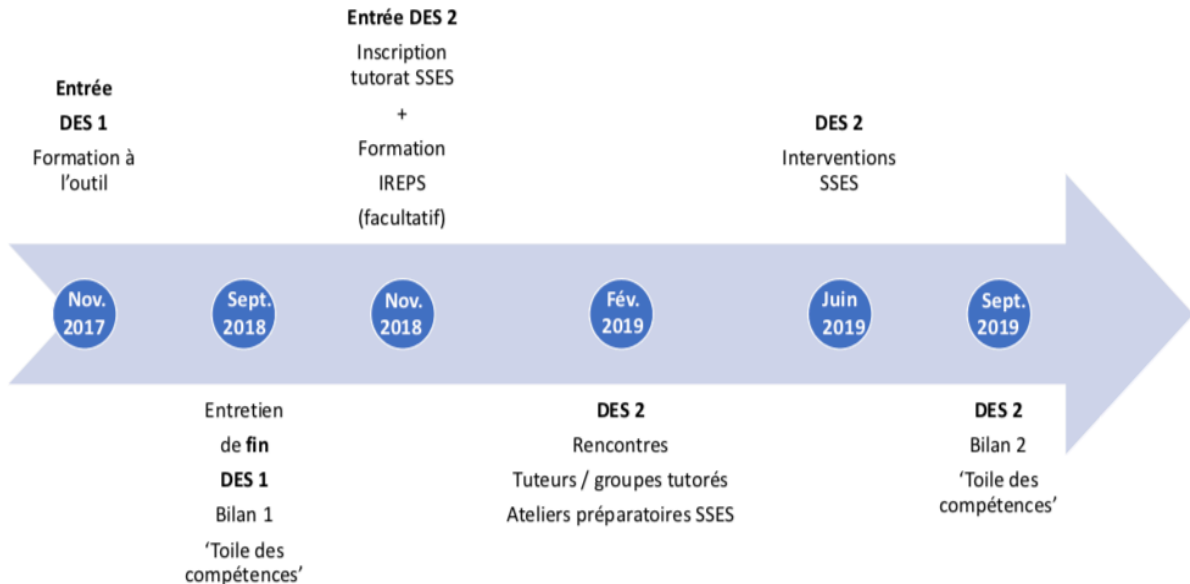 Entrée
DES 1
Formation à
l’outil
Entrée DES 2
Inscription
tutorat SSES
+
Formation
IREPS
(facultatif)
DES 2
Interventions
SSES
Nov.
2017
Sept.
2018
Nov.
2018
Fév.
2019
Juin
2019
Sept.
2019
Entretien
de fin
DES 1
Bilan 1
‘Toile des
compétences’
DES 2
Rencontres
Tuteurs / groupes tutorés
Ateliers préparatoires SSES
DES 2
Bilan 2
‘Toile des
compétences’